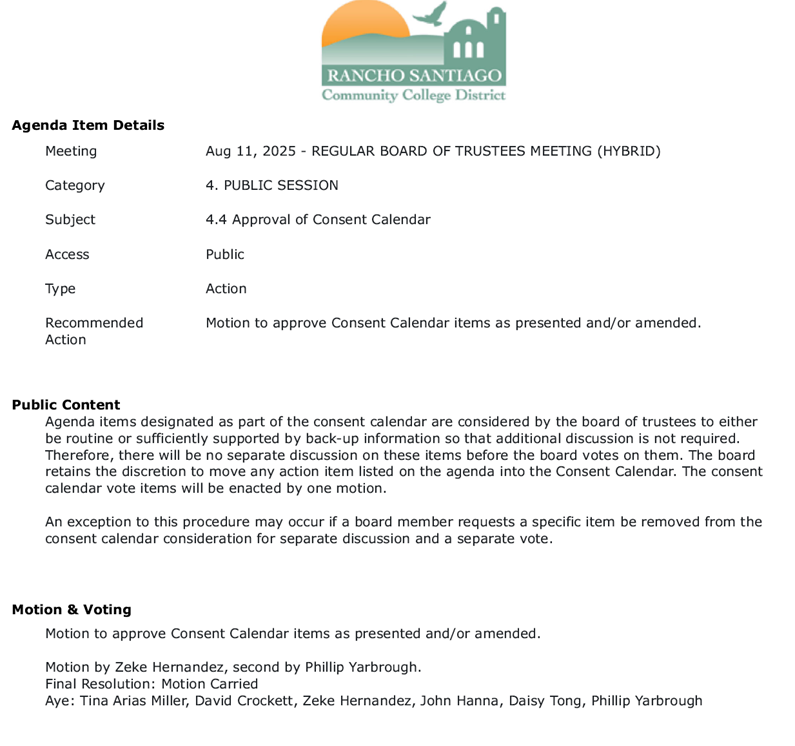 RANCHO SANTIAGO
Community College District
Agenda Item Details
Meeting Aug 11, 2025 - REGULAR BOARD OF TRUSTEES MEETING (HYBRID)
Category 4. PUBLIC SESSION
Subject 4.4 Approval of Consent Calendar
Access Public
Type Action
Recommended Action Motion to approve Consent Calendar items as presented and/or amended.
Public Content
Agenda items designated as part of the consent calendar are considered by the board of trustees to either
be routine or sufficiently supported by back-up information so that additional discussion is not required.
Therefore, there will be no separate discussion on these items before the board votes on them. The board
retains the discretion to move any action item listed on the agenda into the Consent Calendar. The consent
calendar vote items will be enacted by one motion.
An exception to this procedure may occur if a board member requests a specific item be removed from the
consent calendar consideration for separate discussion and a separate vote.
Motion & Voting
Motion to approve Consent Calendar items as presented and/or amended.
Motion by Zeke Hernandez, second by Phillip Yarbrough.
Final Resolution: Motion Carried
Aye: Tina Arias Miller, David Crockett, Zeke Hernandez, John Hanna, Daisy Tong, Phillip Yarbrough